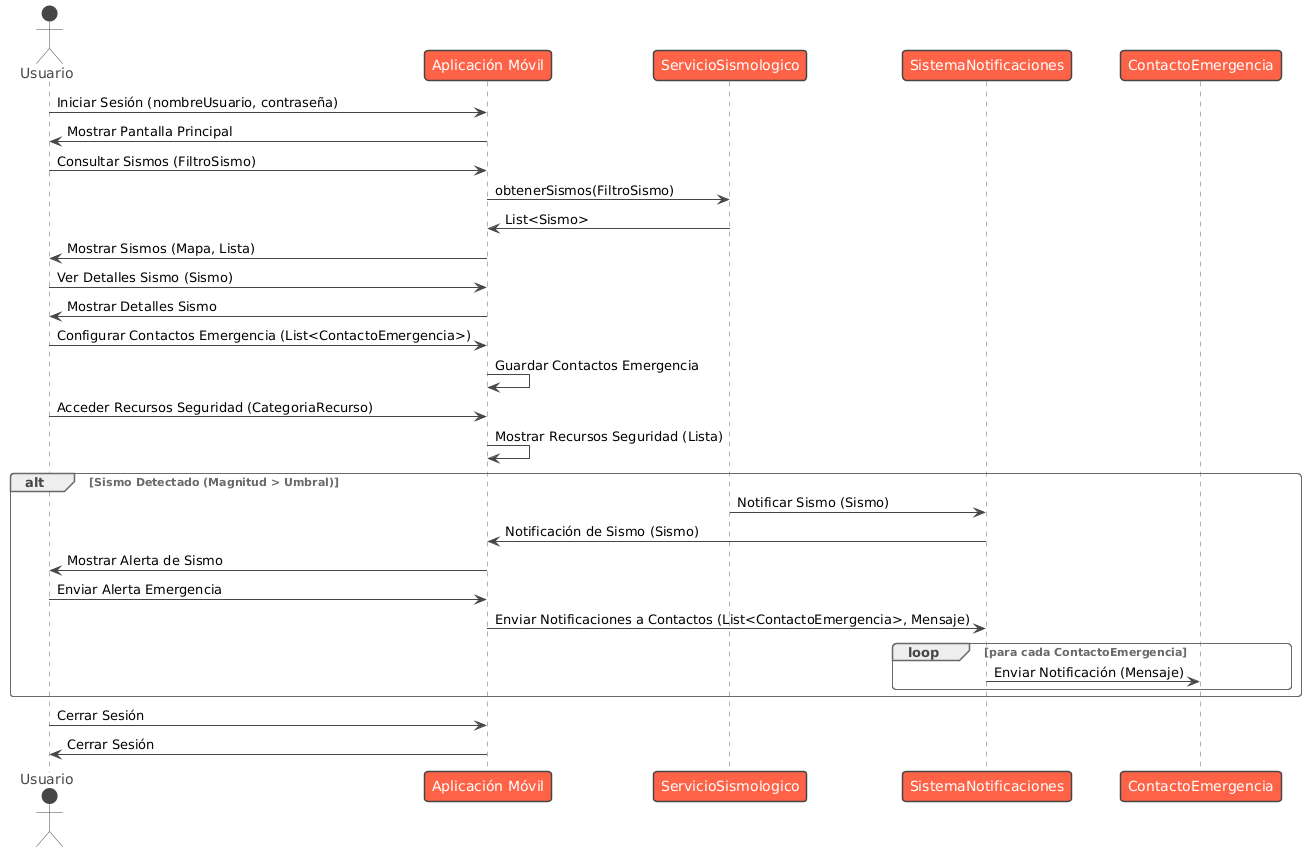 Usuario
Aplicación Móvil
ServicioSismologico
SistemaNotificaciones
ContactoEmergencia
Iniciar Sesión (nombreUsuario, contraseña)
Mostrar Pantalla Principal
Consultar Sismos (FiltroSismo)
obtenerSismos(FiltroSismo)
List<Sismo>
Mostrar Sismos (Mapa, Lista)
Ver Detalles Sismo (Sismo)
Mostrar Detalles Sismo
Configurar Contactos Emergencia (List<ContactoEmergencia>)
Guardar Contactos Emergencia
Acceder Recursos Seguridad (CategoriaRecurso)
Mostrar Recursos Seguridad (Lista)
alt
[Sismo Detectado (Magnitud > Umbral)]
Notificar Sismo (Sismo)
Notificación de Sismo (Sismo)
Mostrar Alerta de Sismo
Enviar Alerta Emergencia
Enviar Notificaciones a Contactos (List<ContactoEmergencia>, Mensaje)
loop
[para cada ContactoEmergencia]
Enviar Notificación (Mensaje)
Cerrar Sesión
Cerrar Sesión
Usuario
Aplicación Móvil
ServicioSismologico
SistemaNotificaciones
ContactoEmergencia